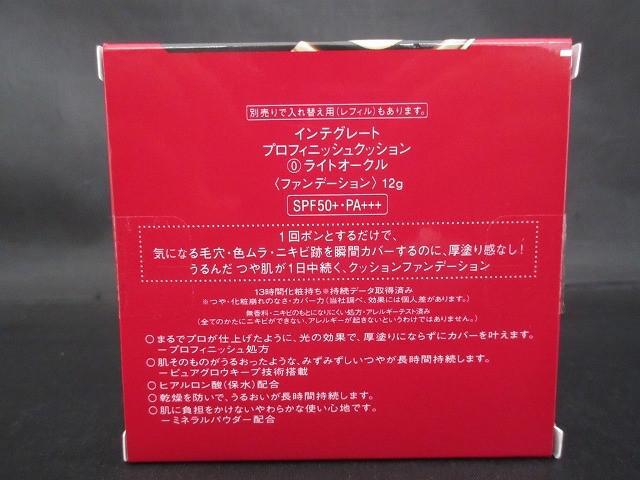 別売りで入れ替え用(レフィル)もあります。
インテグレート
プロフィニッシュクッション
⓪ライトオークル
〈ファンデーション〉12g
SPF50+・PA+++
1回ポンとするだけで、
気になる毛穴・色ムラ・ニキビ跡を瞬間カバーするのに、厚塗り感なし!
うるんだ つや肌が1日中続く、クッションファンデーション
13時間化粧持ち※持続データ取得済み
※つや・化粧崩れのなさ・カバー力(当社調べ、効果には個人差があります。)
無香料・ニキビのもとになりにくい処方・アレルギーテスト済み
(全てのかたにニキビができない、アレルギーが起きないというわけではありません。)
○まるでプロが仕上げたように、光の効果で、厚塗りにならずにカバーを叶えます。
－プロフィニッシュ処方
○肌そのものがうるおったような、みずみずしいつやが長時間持続します。
－ピュアグロウキープ技術搭載
○ヒアルロン酸(保水)配合
○乾燥を防いで、うるおいが長時間持続します。
○肌に負担をかけないやわらかな使い心地です。
－ミネラルパウダー配合